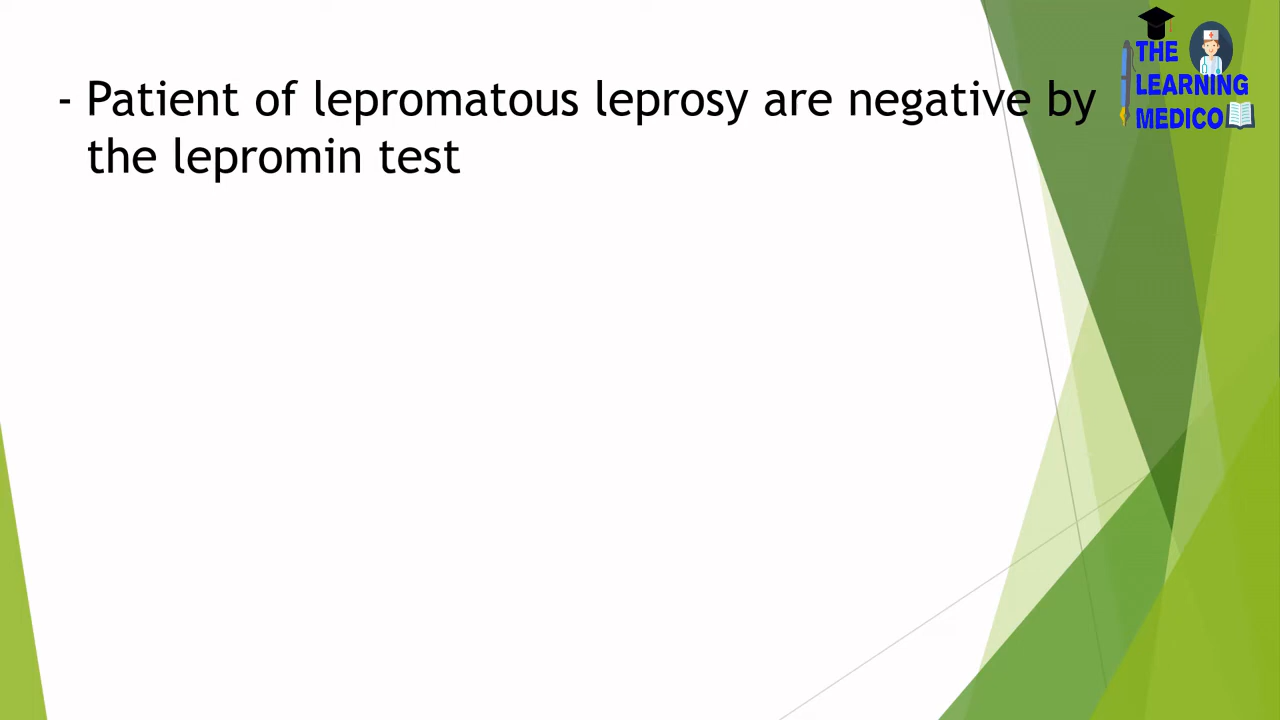 - Patient of lepromatous leprosy are negative by
the lepromin test
THE
LEARNING
MEDICO